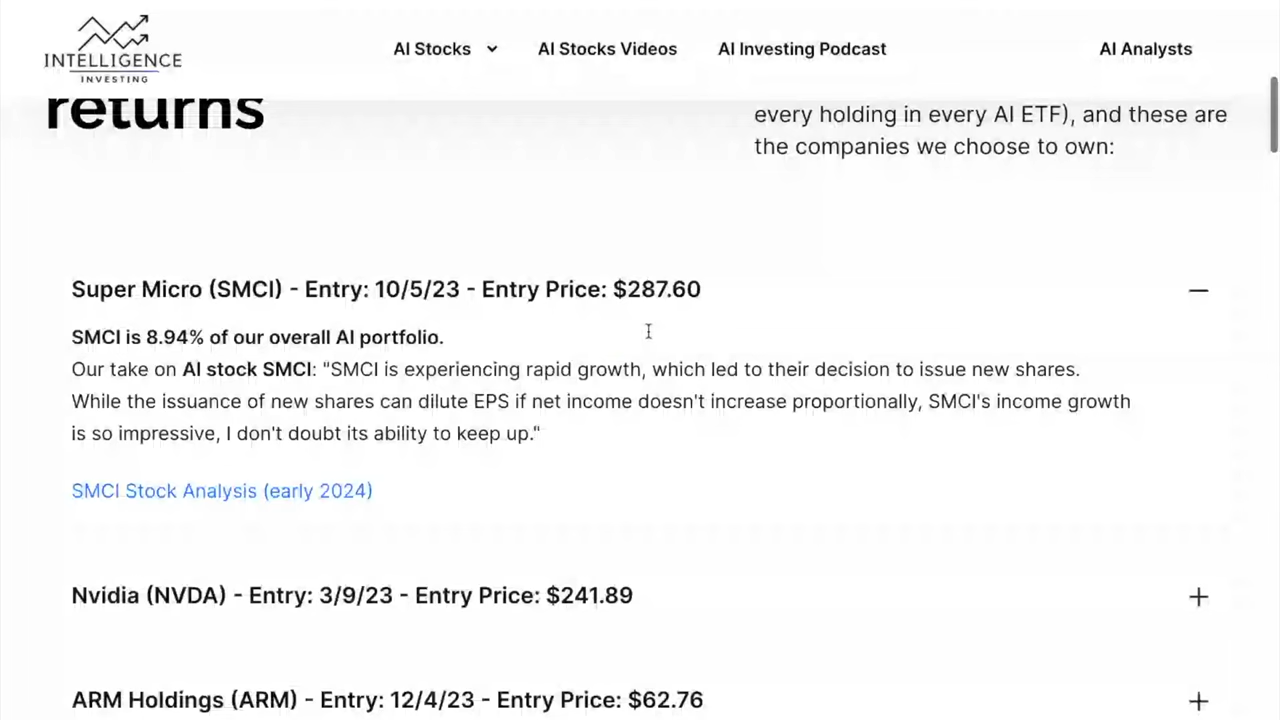 INTELLIGENCE
INVESTING
AI Stocks
AI Stocks Videos
AI Investing Podcast
AI Analysts
returns
every holding in every AI ETF), and these are
the companies we choose to own:
Super Micro (SMCI) - Entry: 10/5/23 - Entry Price: $287.60
SMCI is 8.94% of our overall AI portfolio.
Our take on AI stock SMCI: "SMCI is experiencing rapid growth, which led to their decision to issue new shares.
While the issuance of new shares can dilute EPS if net income doesn't increase proportionally, SMCI's income growth
is so impressive, I don't doubt its ability to keep up."
SMCI Stock Analysis (early 2024)
Nvidia (NVDA) - Entry: 3/9/23 - Entry Price: $241.89
ARM Holdings (ARM) - Entry: 12/4/23 - Entry Price: $62.76